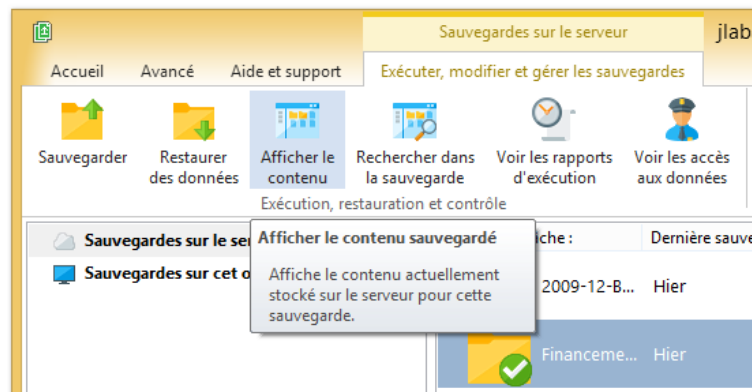 Sauvegardes sur le serveur
jlab
Accueil
Avancé
Aide et support
Exécuter, modifier et gérer les sauvegardes
Sauvegarder
Restaurer
des données
Afficher le
contenu
Rechercher dans
la sauvegarde
Voir les rapports
d'exécution
Voir les accès
aux données
Exécution, restauration et contrôle
Sauvegardes sur le se
Sauvegardes sur cet o
Afficher le contenu sauvegardé
Affiche le contenu actuellement
stocké sur le serveur pour cette
sauvegarde.
iche :
Dernière sauve
2009-12-B... Hier
Financeme... Hier